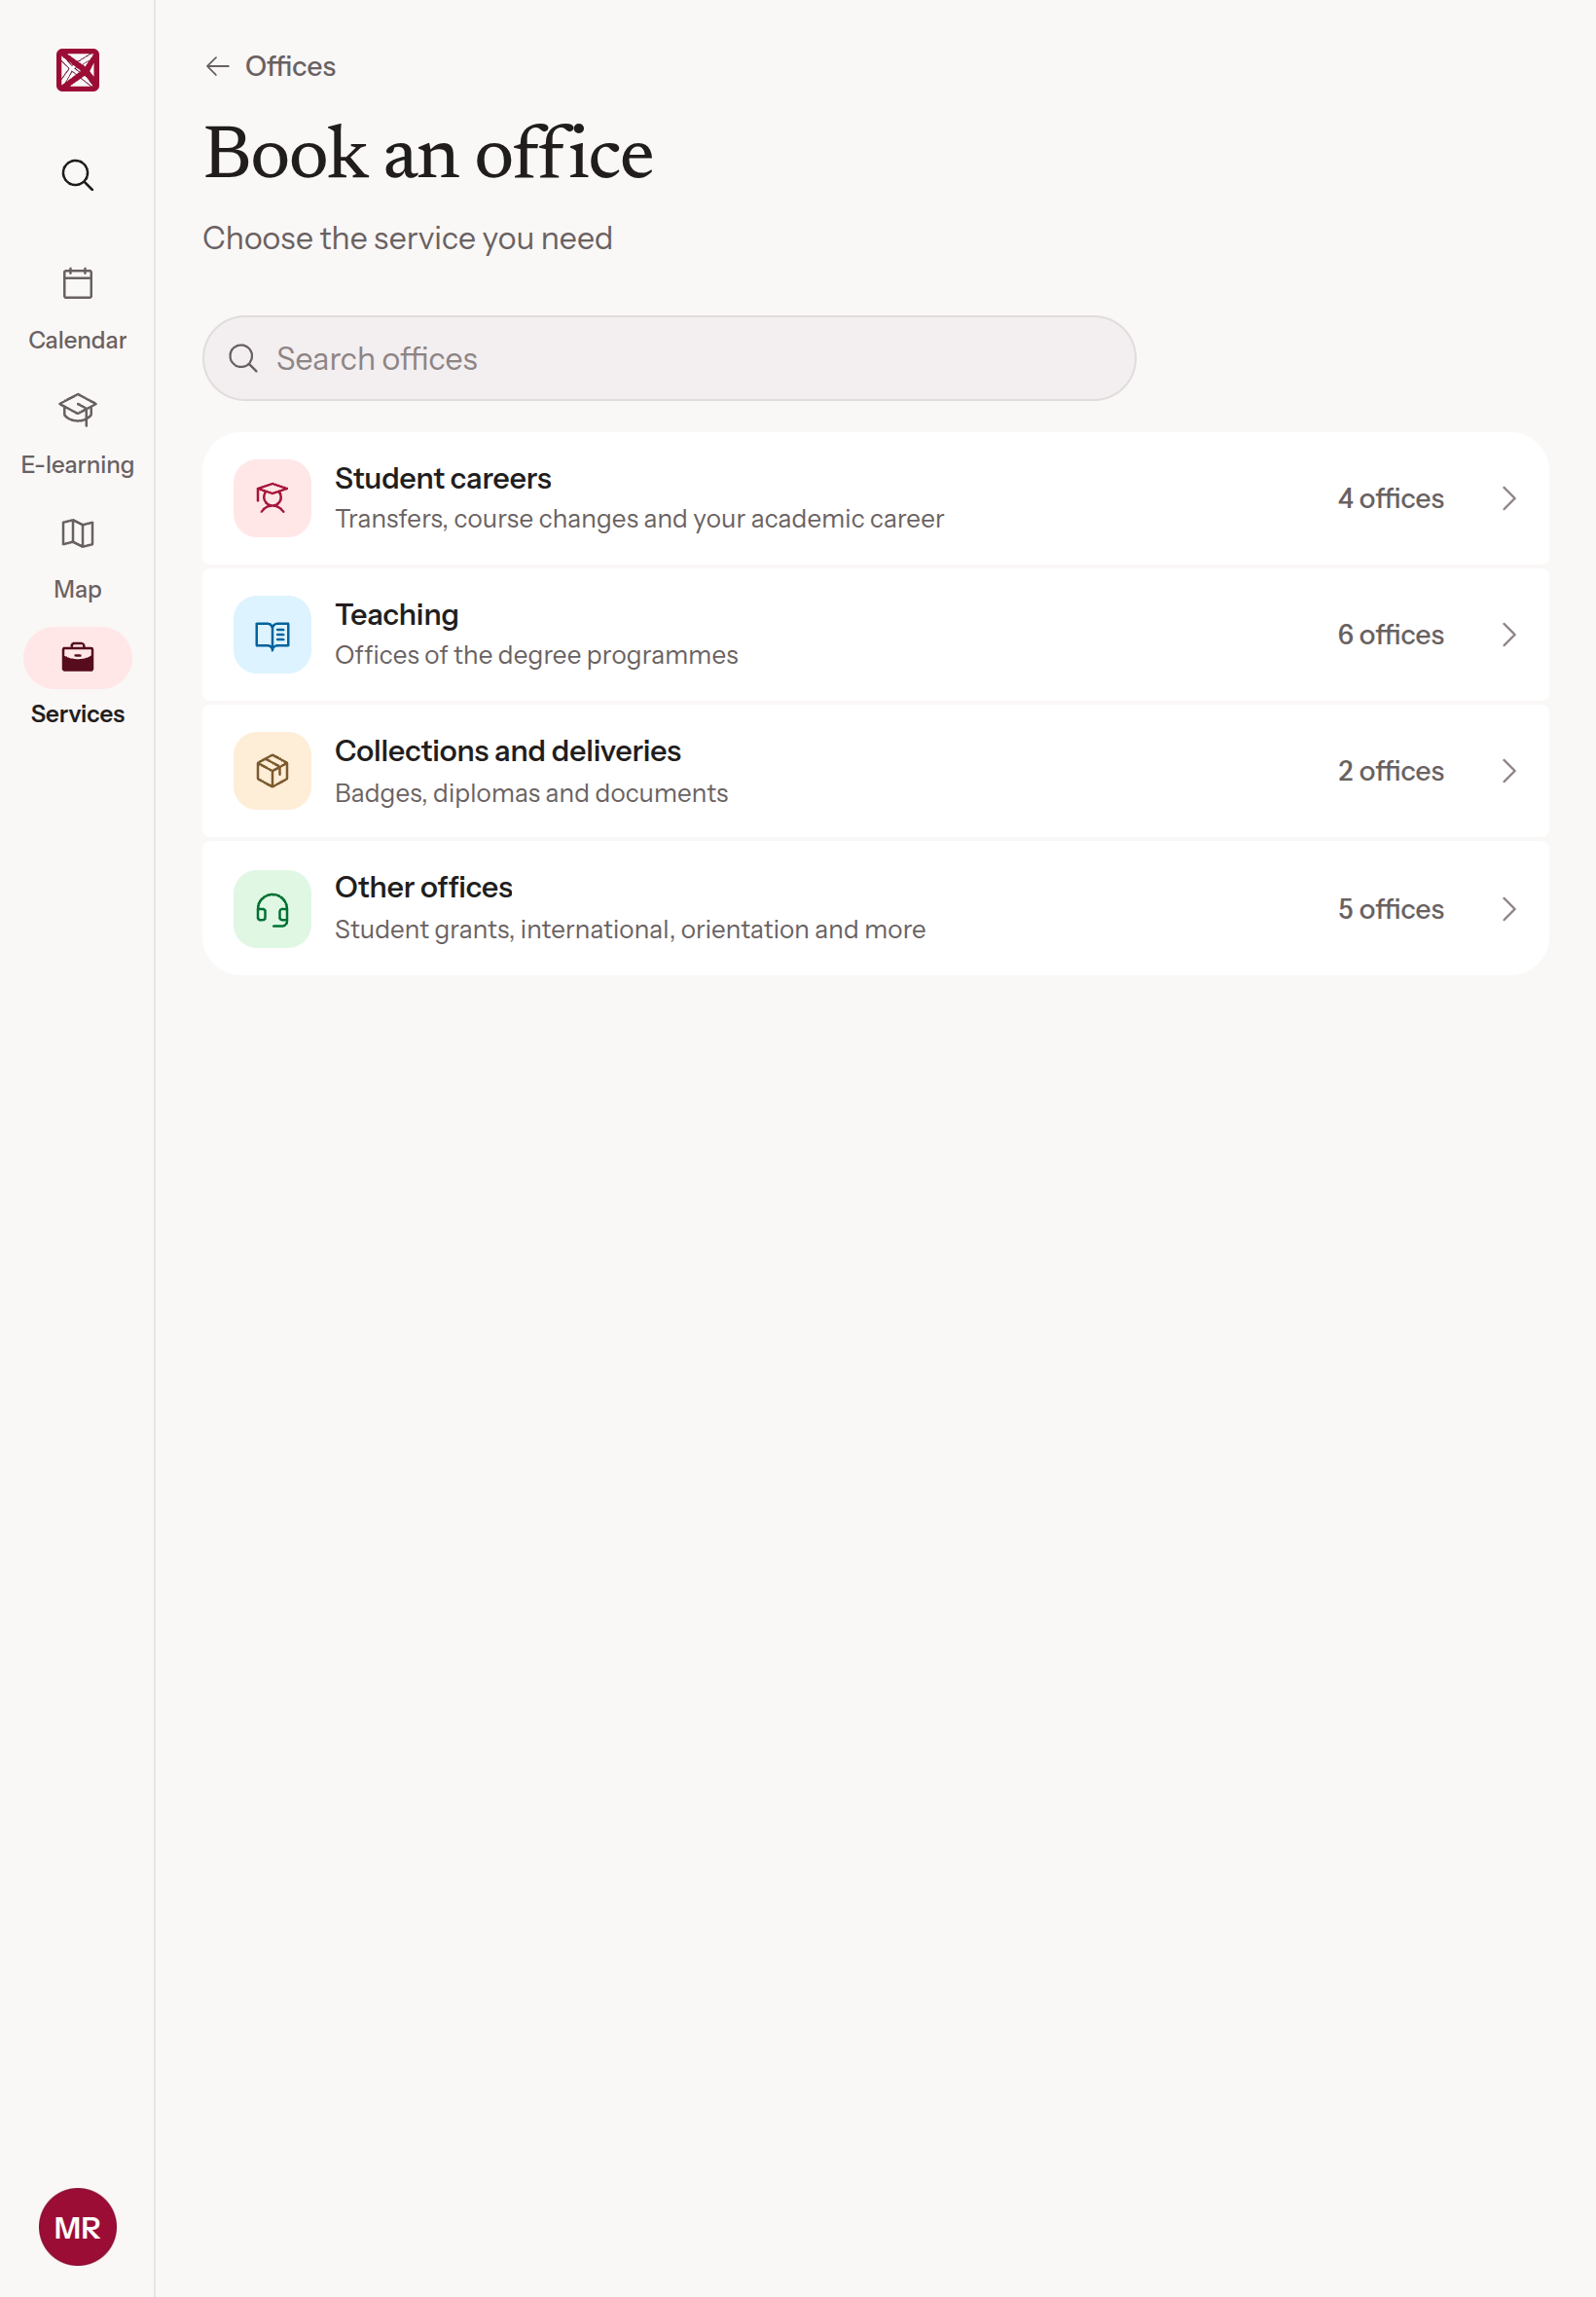 Offices
Book an office
Choose the service you need
Search offices
Calendar
E-learning
Map
Services
Student careers
Transfers, course changes and your academic career
4 offices
Teaching
Offices of the degree programmes
6 offices
Collections and deliveries
Badges, diplomas and documents
2 offices
Other offices
Student grants, international, orientation and more
5 offices
MR